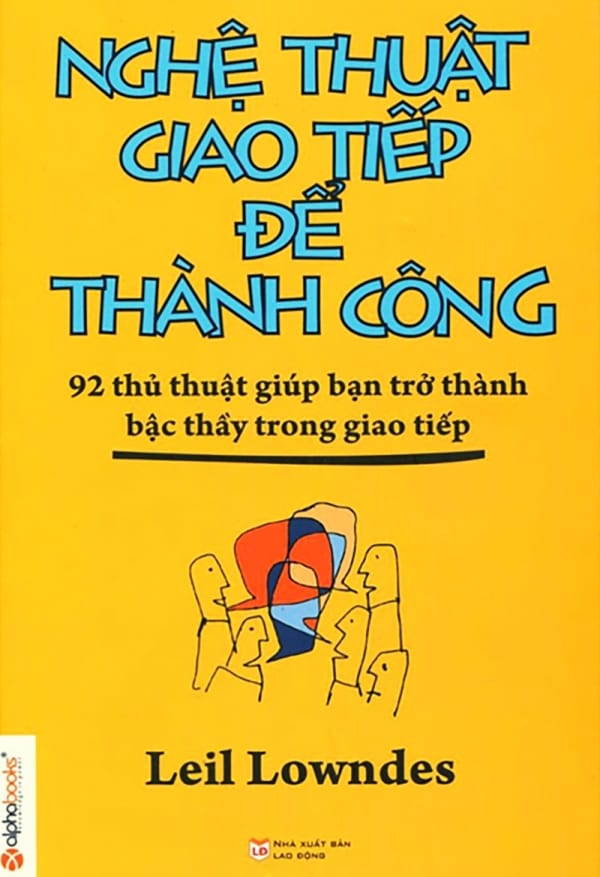 NGHỆ THUẬT
GIAO TIẾP
ĐỂ
THÀNH CÔNG
92 thủ thuật giúp bạn trở thành
bậc thầy trong giao tiếp
Leil Lowndes
alphabooks®
LĐ
NHÀ XUẤT BẢN
LAO ĐỘNG